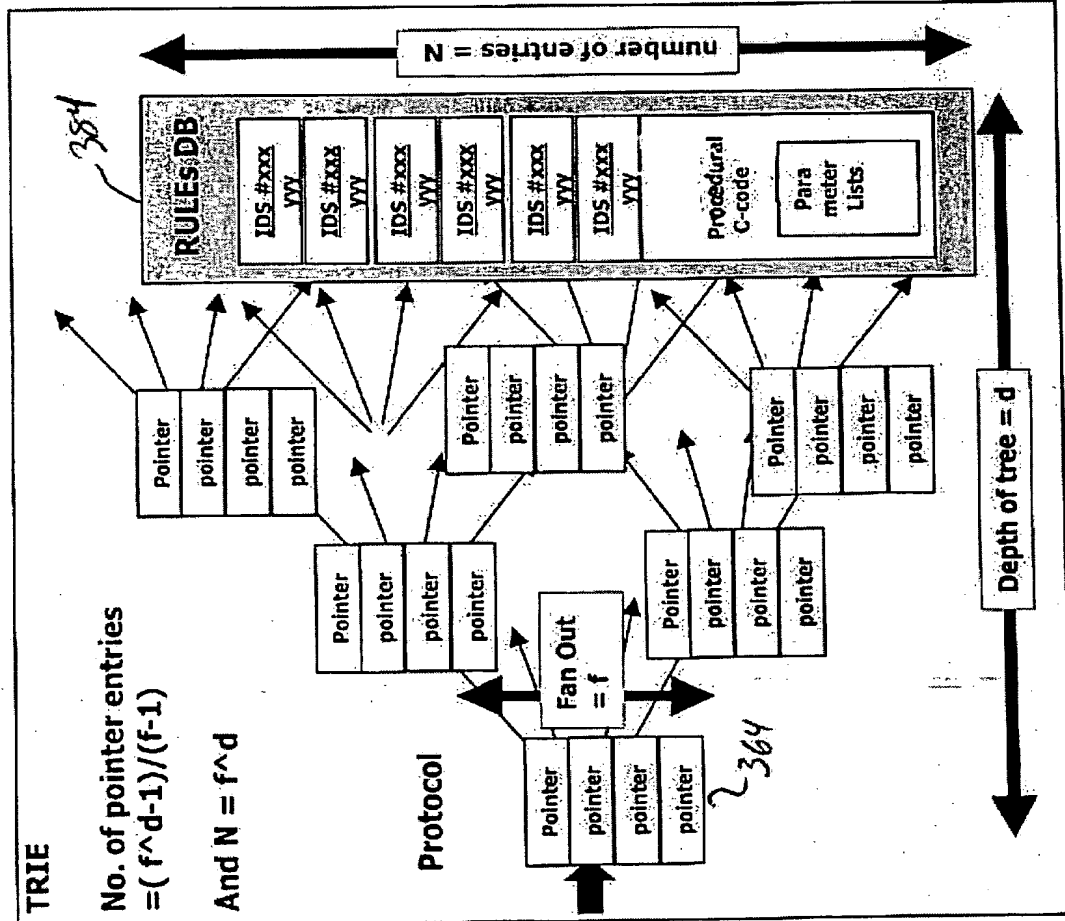 TRIE
No. of pointer entries
=( f^d-1)/(f-1)
And N = f^d
Protocol
Pointer
pointer
pointer
pointer
364
Fan Out
= f
Pointer
pointer
pointer
pointer
Pointer
pointer
pointer
pointer
Pointer
pointer
pointer
pointer
Pointer
pointer
pointer
pointer
Pointer
pointer
pointer
pointer
384
RULEs DB
IDS #xxx
yyy
IDS #xxx
yyy
IDS #xxx
yyy
IDS #xxx
yyy
IDS #xxx
yyy
IDS #xxx
yyy
Procedural
C-code
Para
meter
Lists
number of entries = N
Depth of tree = d